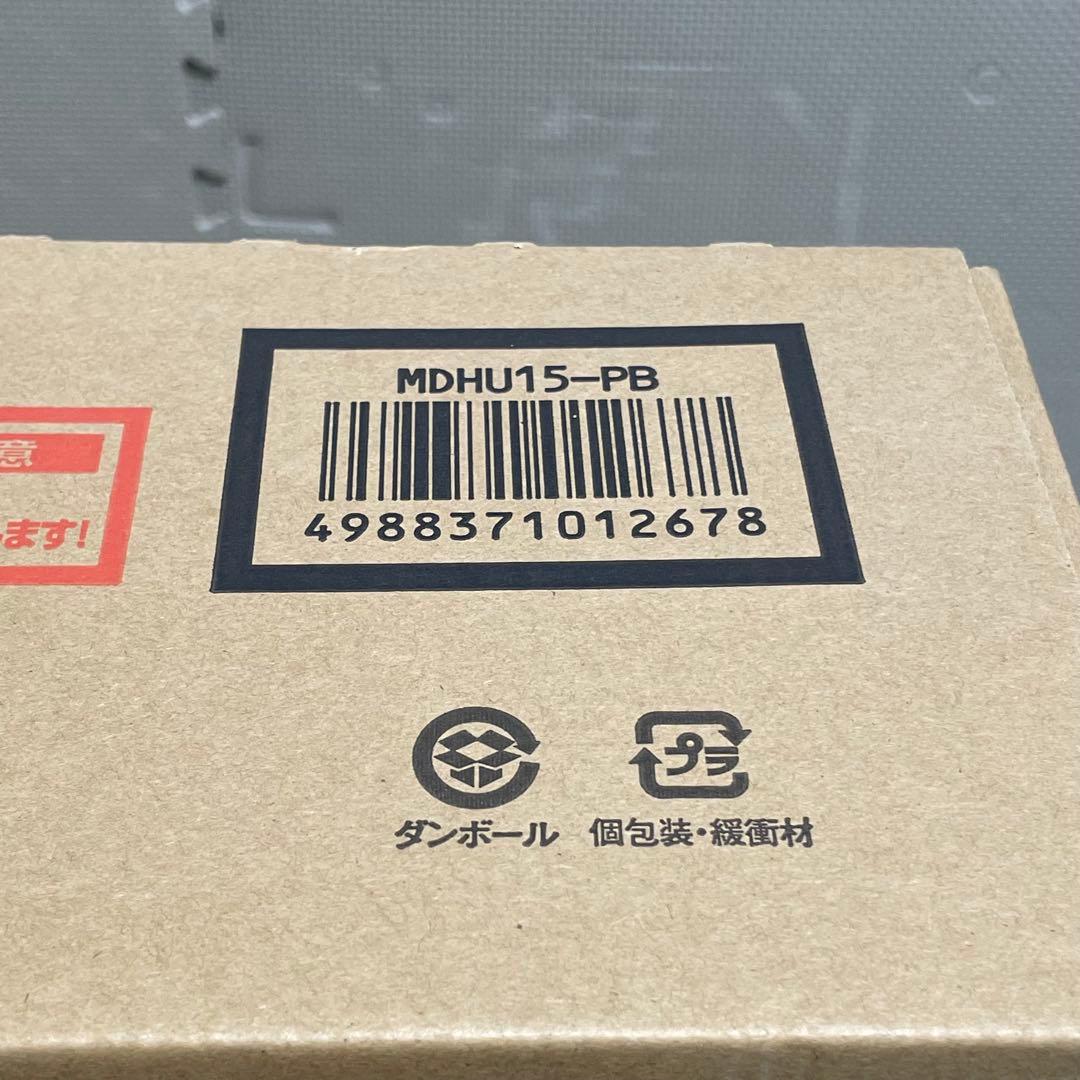 MDHU15-PB
4988371012678
意
ます!
プラ
ダンボール
個包装・緩衝材